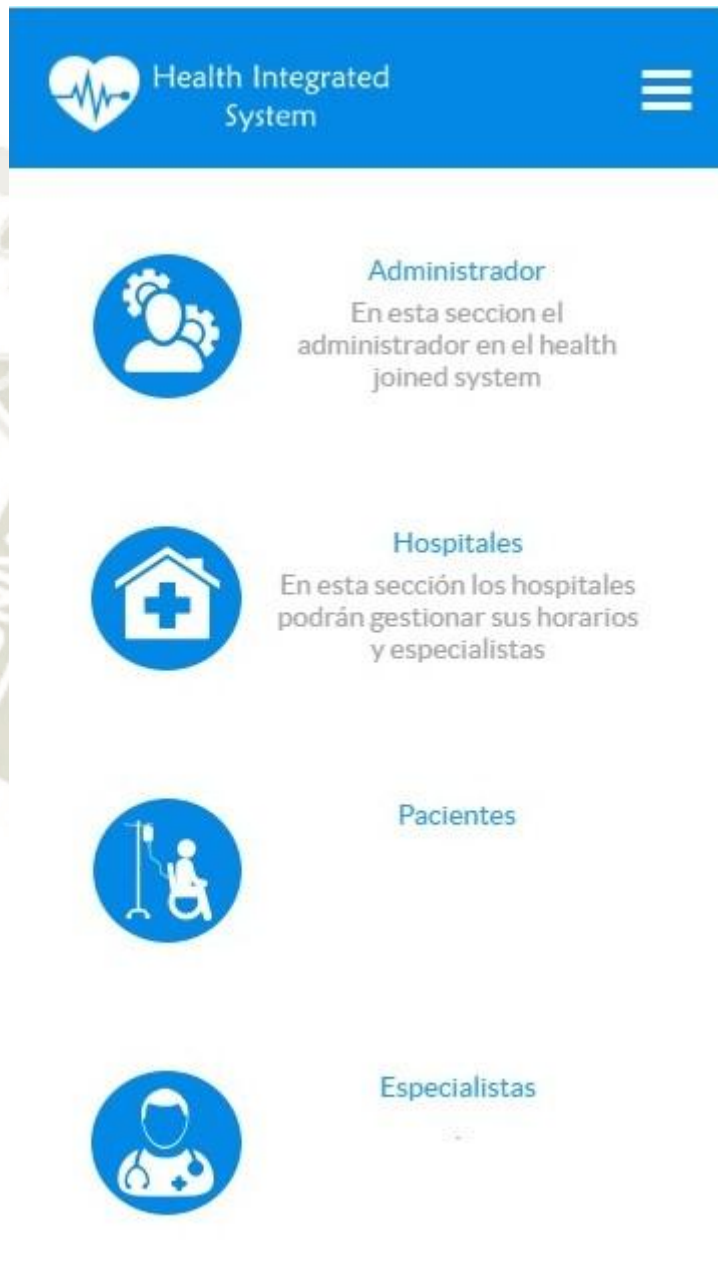 Health Integrated
System
Administrador
En esta seccion el
administrador en el health
joined system
Hospitales
En esta sección los hospitales
podrán gestionar sus horarios
y especialistas
Pacientes
Especialistas